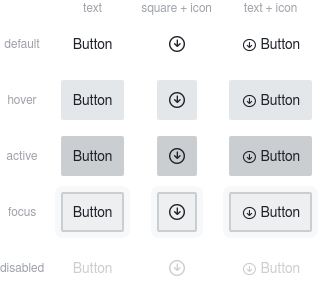 text square + icon text + icon
default Button Button
hover Button Button
active Button Button
focus Button Button
disabled Button Button